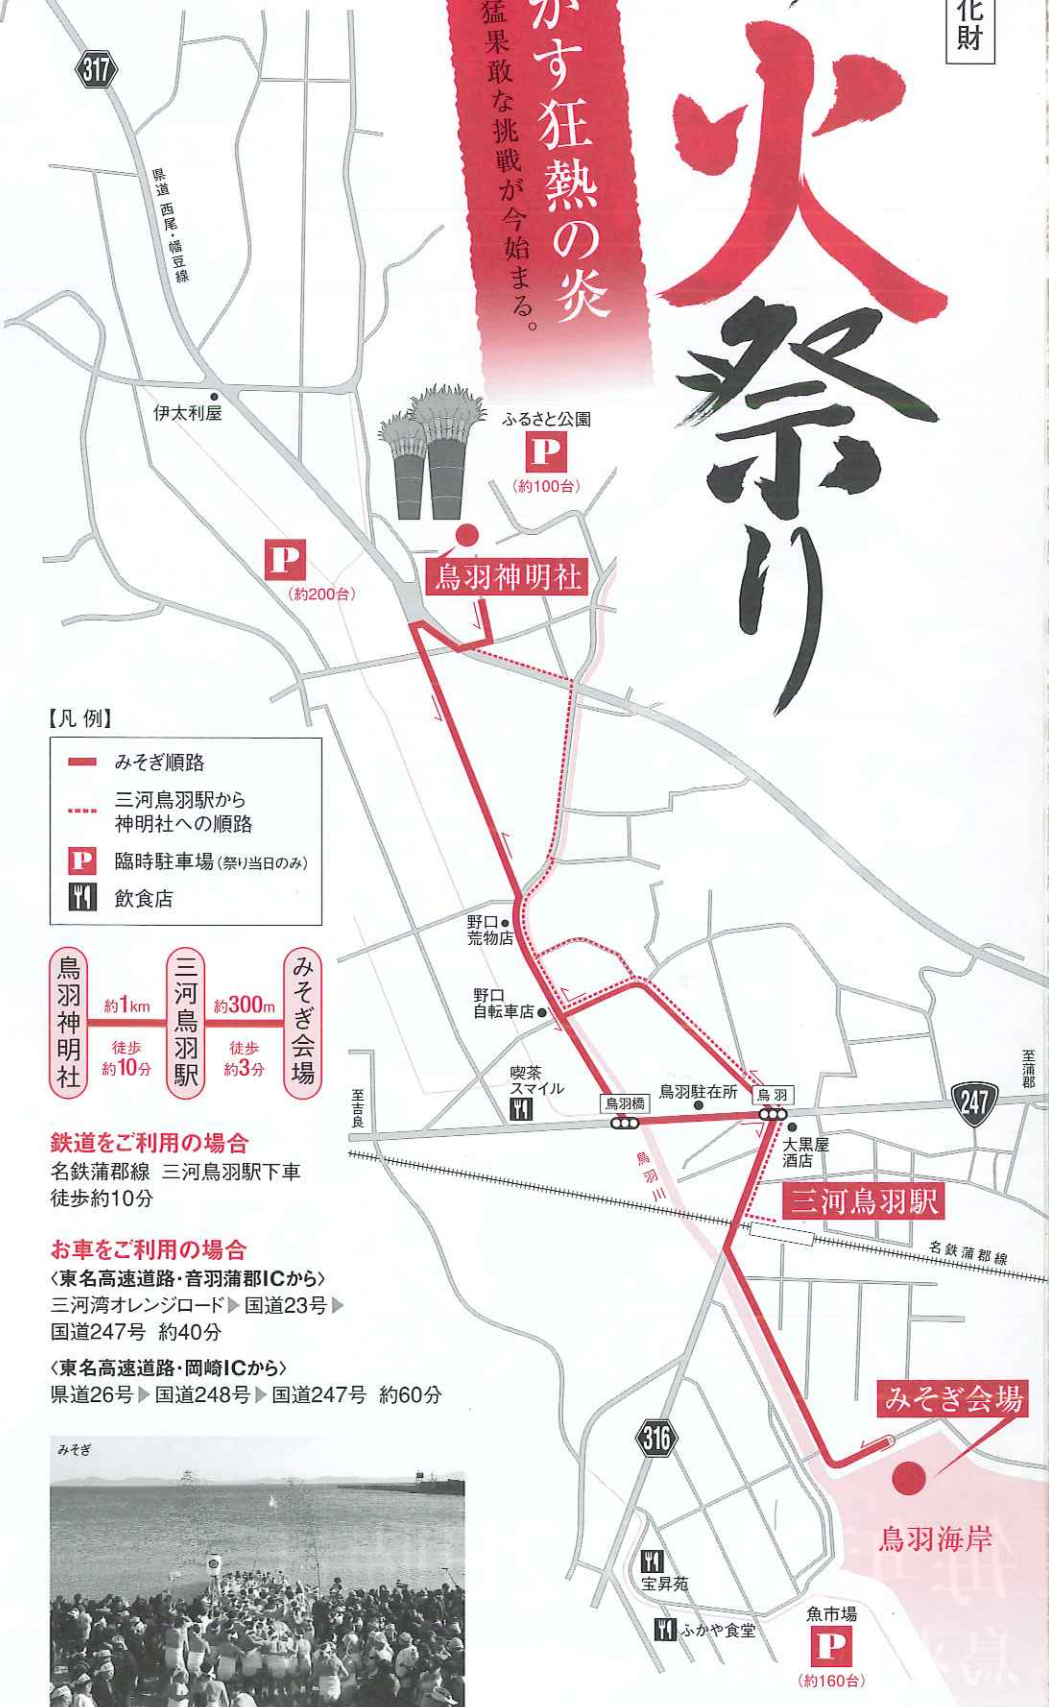 化財
火祭り
がす狂熱の炎
猛果敢な挑戦が今始まる。
317
県道 西尾・幡豆線
伊太利屋
ふるさと公園
P
(約100台)
P
(約200台)
鳥羽神明社
【凡例】
みそぎ順路
三河鳥羽駅から
神明社への順路
P 臨時駐車場(祭り当日のみ)
飲食店
鳥羽神明社
約1km
徒歩
約10分
三河鳥羽駅
約300m
徒歩
約3分
みそぎ会場
野口
荒物店
野口
自転車店
喫茶
スマイル
鳥羽橋
鳥羽駐在所
鳥羽
至吉良
至蒲郡
247
大黒屋
酒店
鳥羽川
三河鳥羽駅
名鉄蒲郡線
鉄道をご利用の場合
名鉄蒲郡線 三河鳥羽駅下車
徒歩約10分
お車をご利用の場合
〈東名高速道路・音羽蒲郡ICから〉
三河湾オレンジロード▶国道23号▶
国道247号 約40分
〈東名高速道路・岡崎ICから〉
県道26号▶国道248号▶国道247号 約60分
みそぎ会場
316
鳥羽海岸
みそぎ
宝昇苑
ふかや食堂
魚市場
P
(約160台)